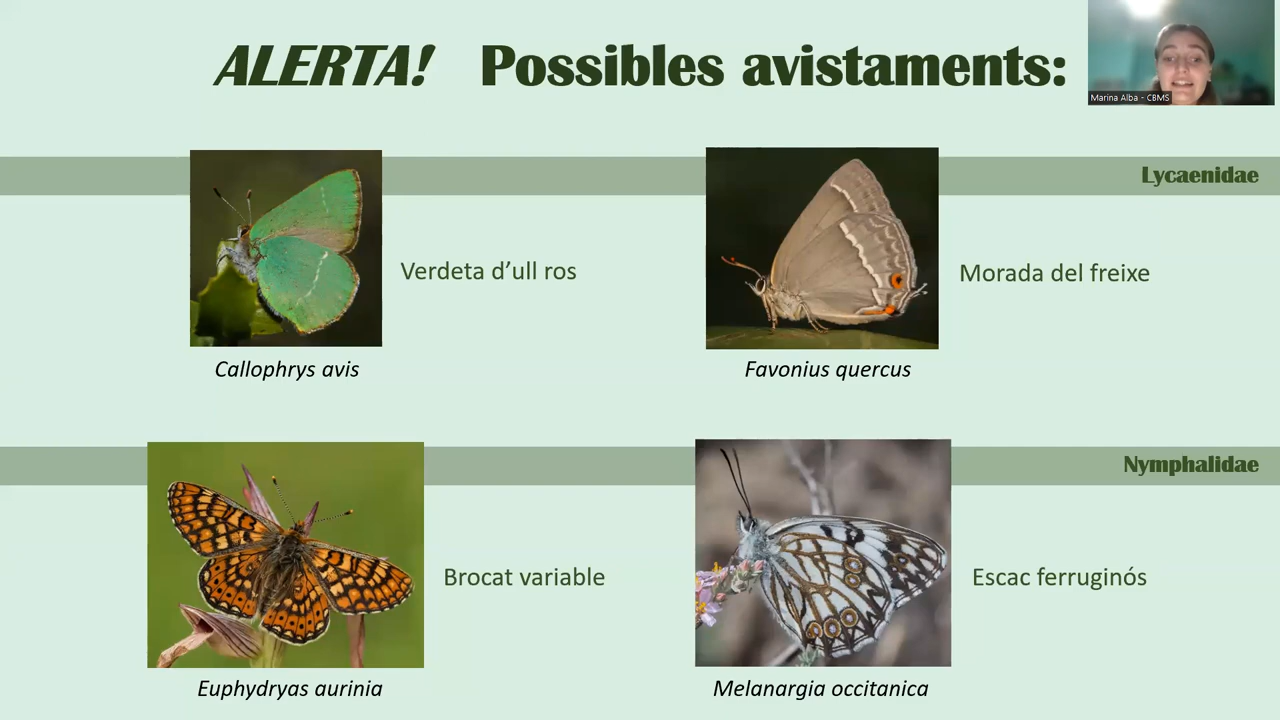 ALERTA! Possibles avistaments:
Marina Alba - CBMS
Lycaenidae
Verdeta d’ull ros
Morada del freixe
Callophrys avis
Favonius quercus
Nymphalidae
Brocat variable
Escac ferruginós
Euphydryas aurinia
Melanargia occitanica